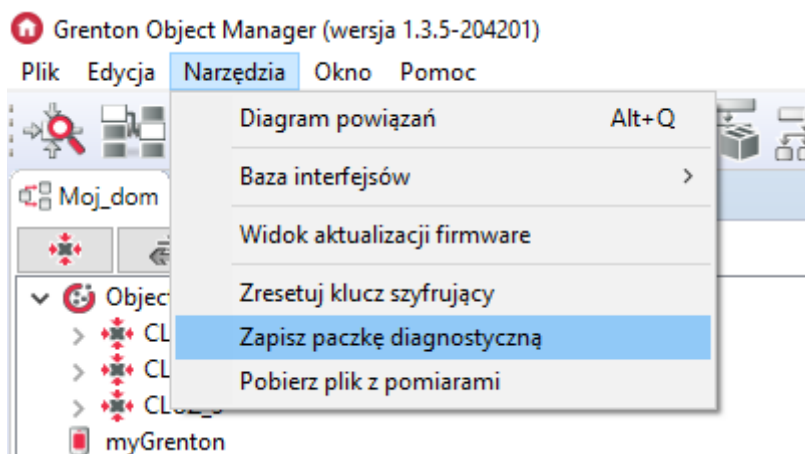 Grenton Object Manager (wersja 1.3.5-204201)
Plik Edycja Narzędzia Okno Pomoc
Diagram powiązań Alt+Q
Baza interfejsów
Moj_dom
Widok aktualizacji firmware
Zresetuj klucz szyfrujący
Zapisz paczkę diagnostyczną
Pobierz plik z pomiarami
myGrenton